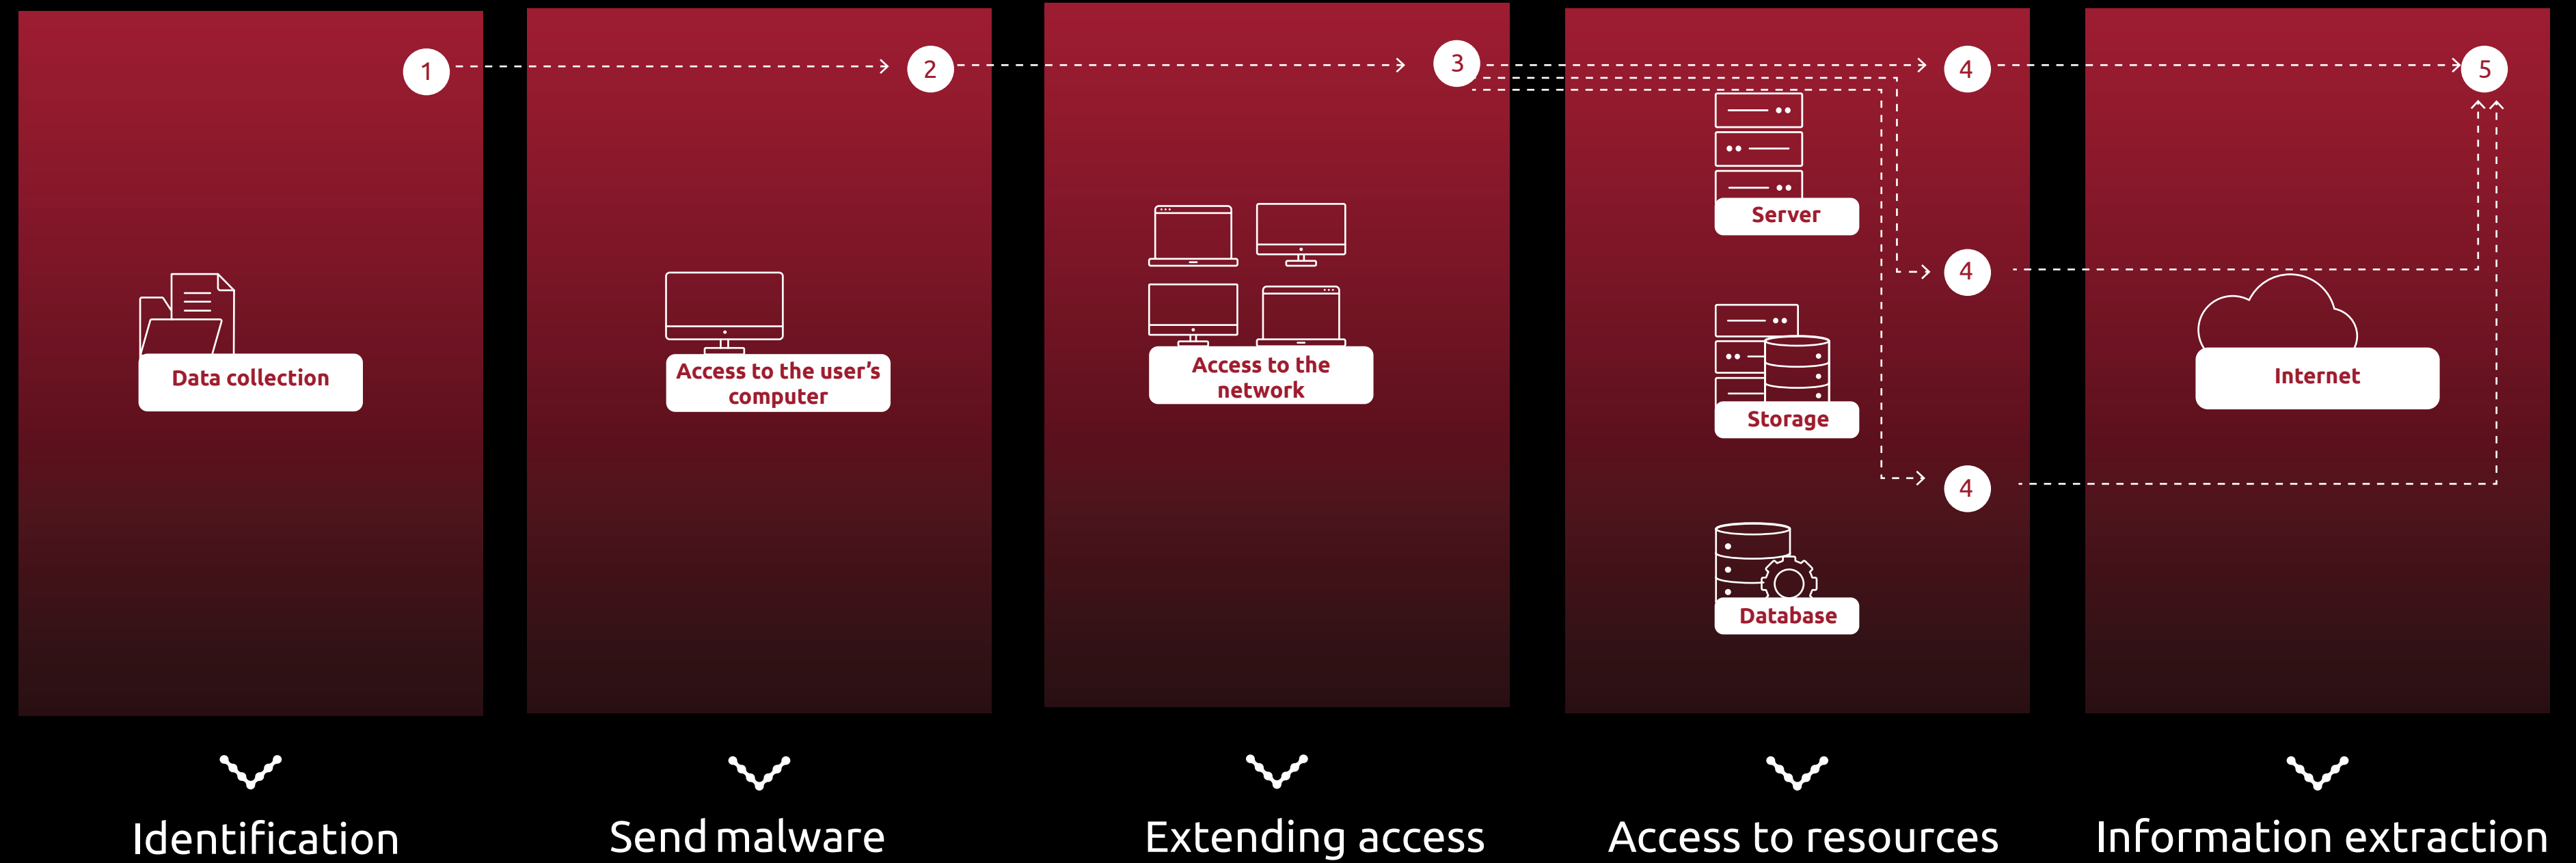 1
2
3
4
5
Server
4
Data collection
Access to the user’s
computer
Access to the
network
Storage
Internet
4
Database
Identification
Send malware
Extending access
Access to resources
Information extraction